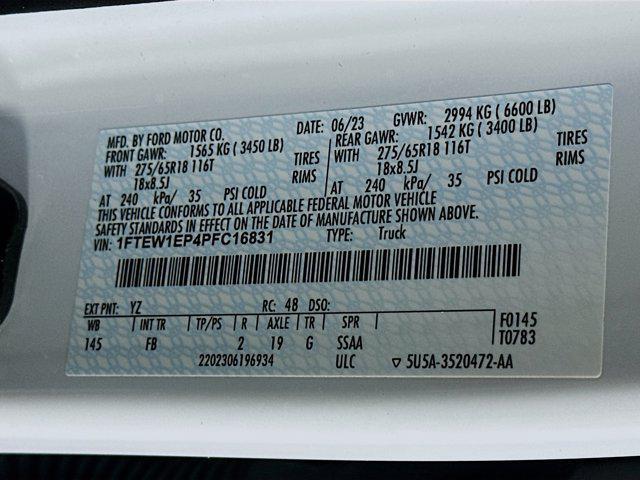 MFD. BY FORD MOTOR CO. DATE: 06/23 GVWR: 2994 KG ( 6600 LB)
FRONT GAWR: 1565 KG ( 3450 LB) REAR GAWR: 1542 KG ( 3400 LB)
WITH 275/65R18 116T TIRES WITH 275/65R18 116T TIRES
18x8.5J RIMS 18x8.5J RIMS
AT 240 kPa/ 35 PSI COLD AT 240 kPa/ 35 PSI COLD
THIS VEHICLE CONFORMS TO ALL APPLICABLE FEDERAL MOTOR VEHICLE
SAFETY STANDARDS IN EFFECT ON THE DATE OF MANUFACTURE SHOWN ABOVE.
VIN: 1FTEW1EP4PFC16831 TYPE: Truck
EXT PNT: YZ RC: 48 DSO:
WB INT TR TP/PS R AXLE TR SPR F0145
145 FB 2 19 G SSAA T0783
2202306196934 ULC ▽ 5U5A-3520472-AA